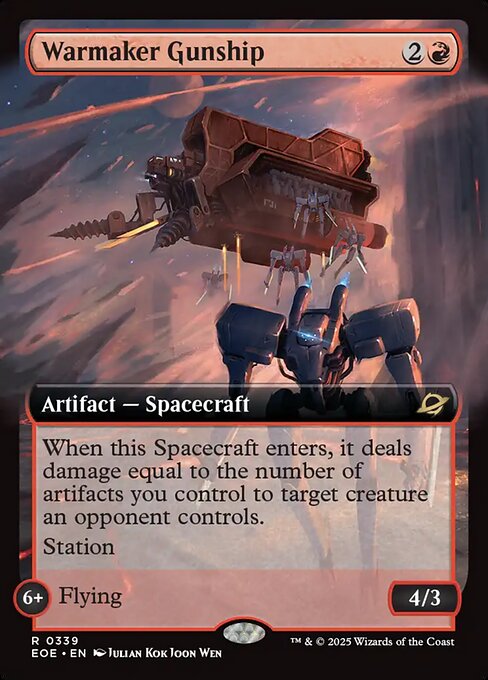 Warmaker Gunship 2
Artifact — Spacecraft
When this Spacecraft enters, it deals
damage equal to the number of
artifacts you control to target creature
an opponent controls.
Station
6+ Flying
4/3
R 0339
EOE • EN Julian Kok Joon Wen
™ & © 2025 Wizards of the Coast